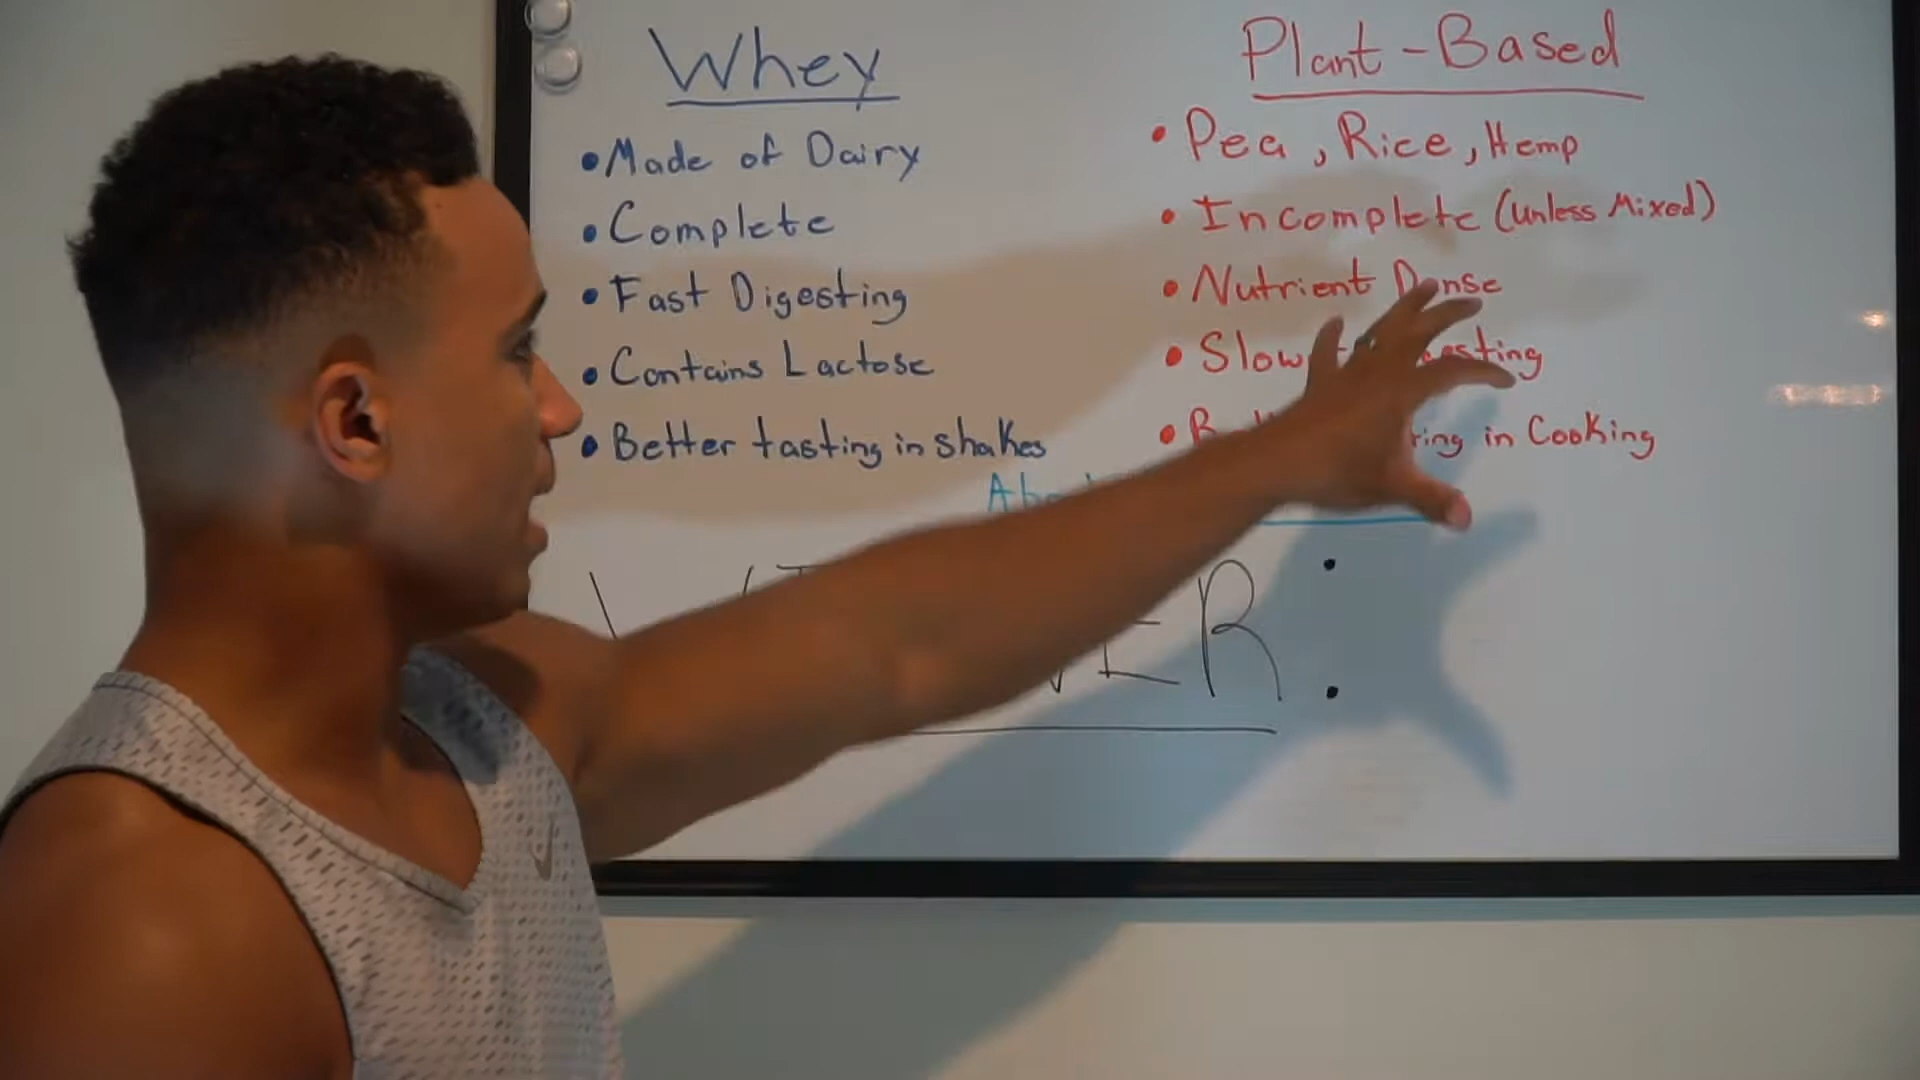 Whey
• Made of Dairy
• Complete
• Fast Digesting
• Contains Lactose
• Better tasting in shakes
Plant-Based
• Pea, Rice, Hemp
• Incomplete (Unless Mixed)
• Nutrient Dense
• in Cooking